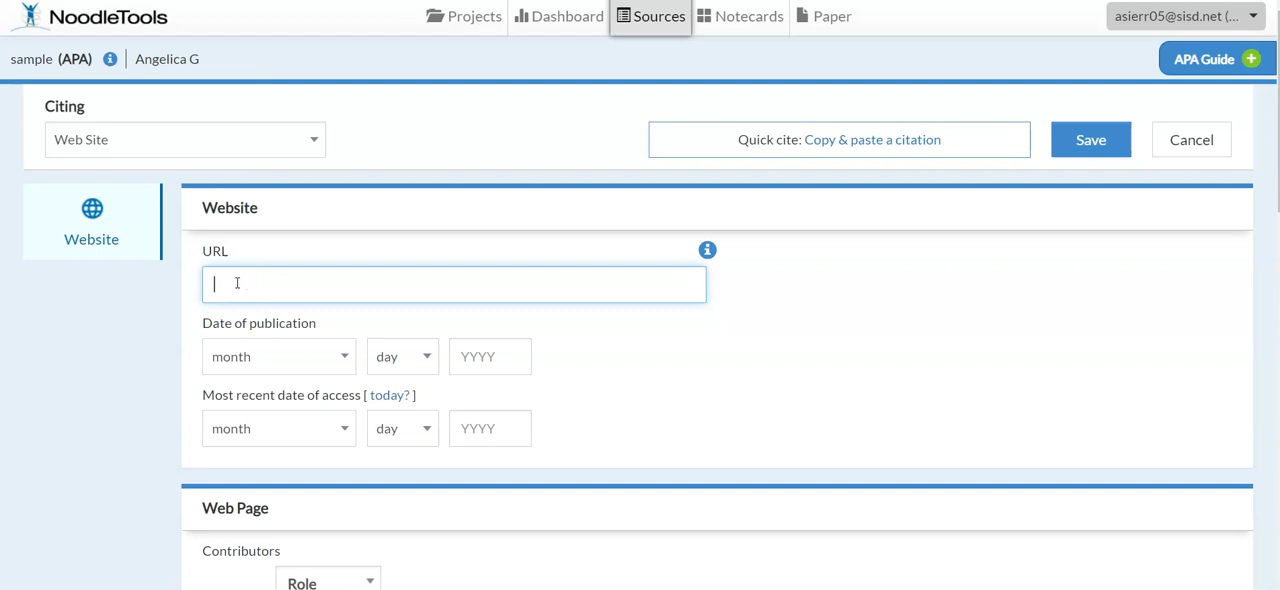 NoodleTools
Projects
Dashboard
Sources
Notecards
Paper
asierr05@sisd.net (...
sample (APA)
Angelica G
APA Guide
Citing
Web Site
Quick cite: Copy & paste a citation
Save
Cancel
Website
Website
URL
Date of publication
month
day
YYYY
Most recent date of access [ today? ]
month
day
YYYY
Web Page
Contributors
Role